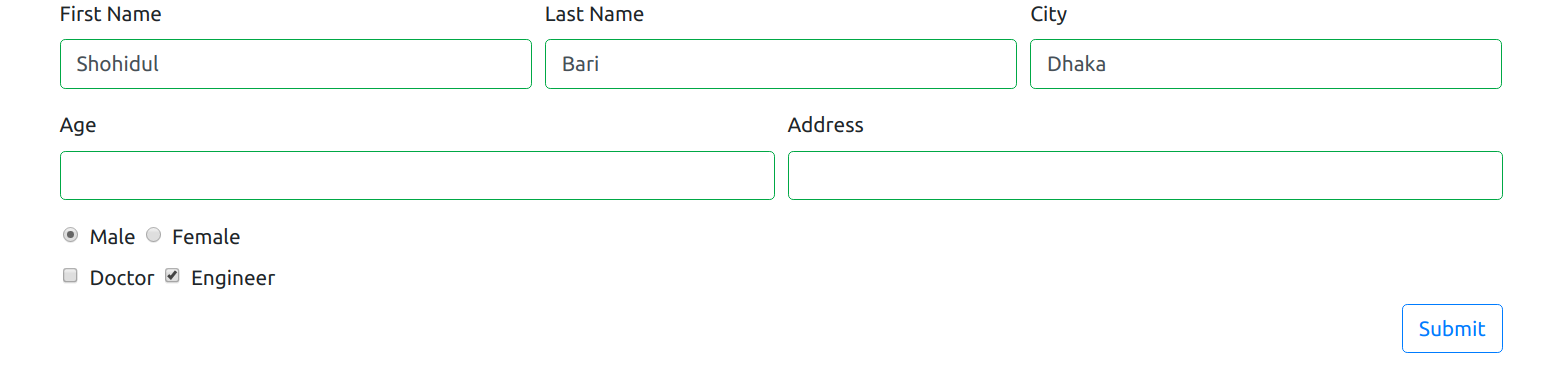 First Name Last Name City
Shohidul Bari Dhaka
Age Address
Male Female
Doctor Engineer
Submit